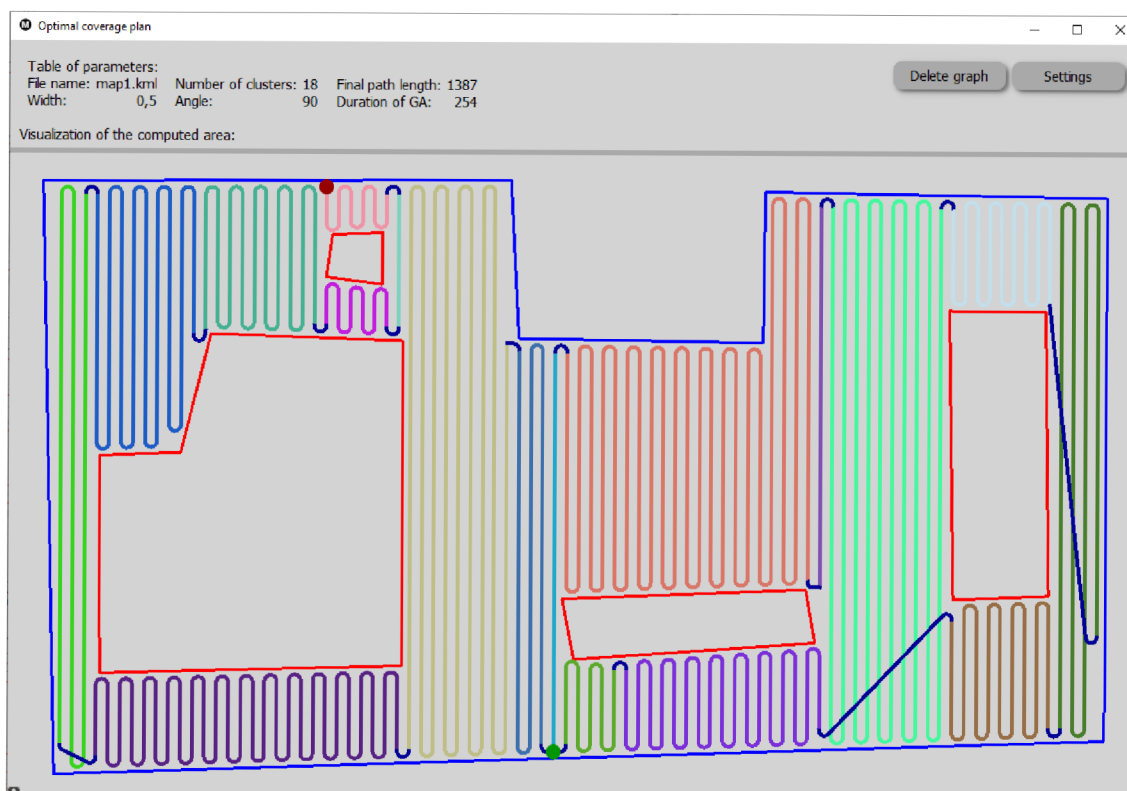 M Optimal coverage plan
Table of parameters:
File name: map1.kml Number of clusters: 18 Final path length: 1387
Width: 0,5 Angle: 90 Duration of GA: 254
Delete graph Settings
Visualization of the computed area: